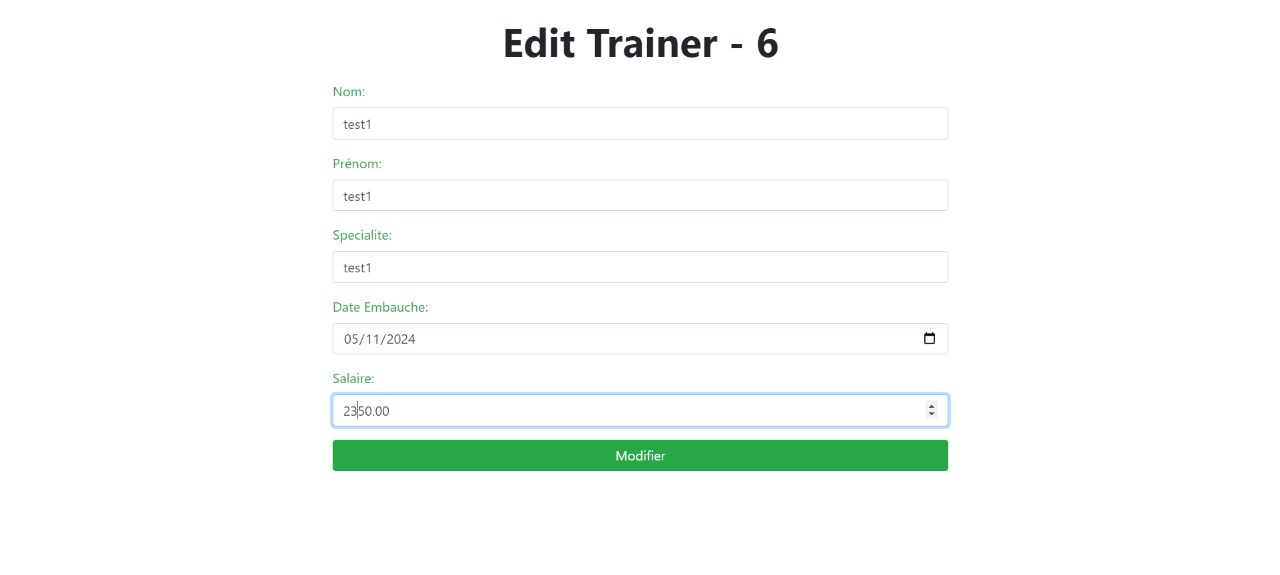 Edit Trainer - 6
Nom:
test1
Prénom:
test1
Specialite:
test1
Date Embauche:
05/11/2024
Salaire:
2350.00
Modifier